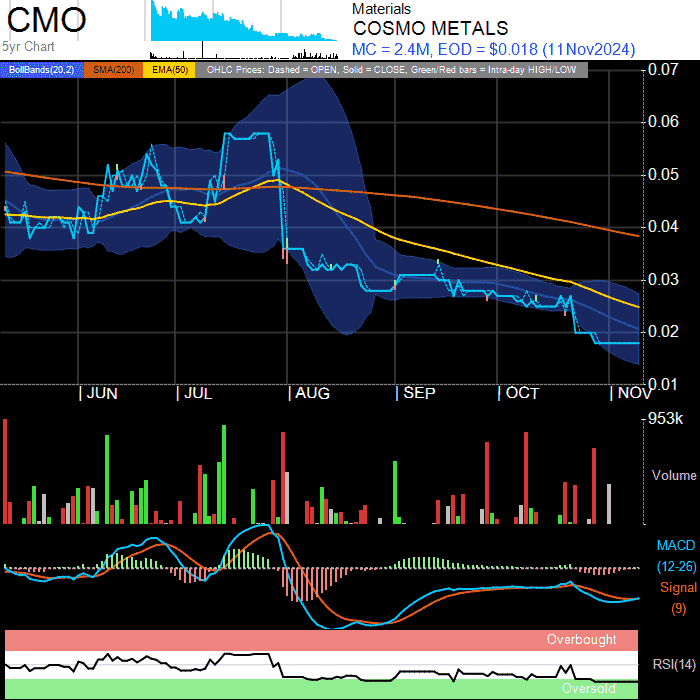 CMO
5yr Chart
Materials
COSMO METALS
MC = 2.4M, EOD = $0.018 (11Nov2024)
BollBands(20,2) SMA(200) EMA(50) OHLC Prices: Dashed = OPEN, Solid = CLOSE, Green/Red bars = Intra-day HIGH/LOW
0.07
0.06
0.05
0.04
0.03
0.02
0.01
| JUN | JUL | AUG | SEP | OCT | NOV
953k
Volume
MACD
(12-26)
Signal
(9)
Overbought
RSI(14)
Oversold